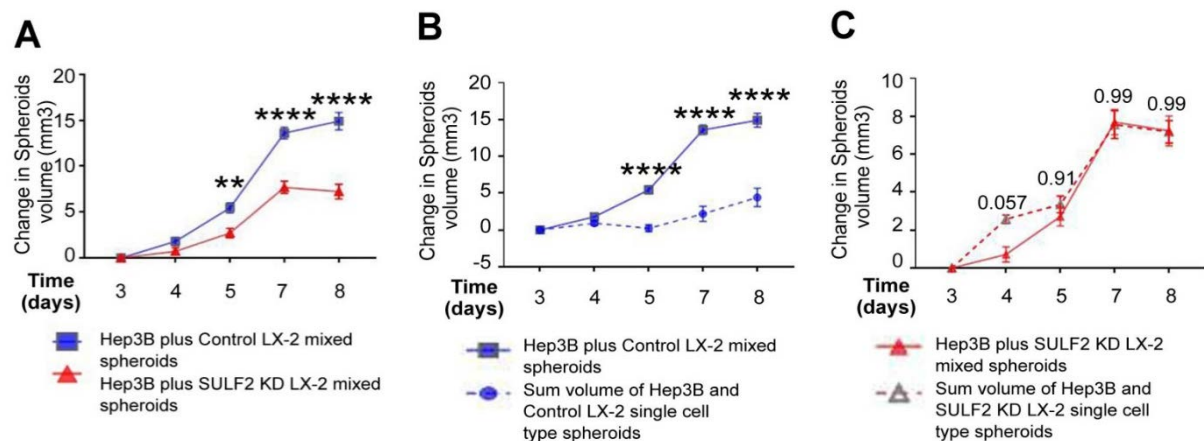 A
Change in Spheroids
volume (mm3)
20
15
10
5
0
**
****
****
Time
(days)
3 4 5 7 8
Hep3B plus Control LX-2 mixed
spheroids
Hep3B plus SULF2 KD LX-2 mixed
spheroids
B
Change in Spheroids
volume (mm3)
20
15
10
5
0
-5
****
****
****
Time
(days)
3 4 5 7 8
Hep3B plus Control LX-2 mixed
spheroids
Sum volume of Hep3B and
Control LX-2 single cell
type spheroids
C
Change in Spheroids
volume (mm3)
10
8
6
4
2
0
0.057
0.91
0.99
0.99
Time
(days)
3 4 5 7 8
Hep3B plus SULF2 KD LX-2
mixed spheroids
Sum volume of Hep3B and
SULF2 KD LX-2 single cell
type spheroids